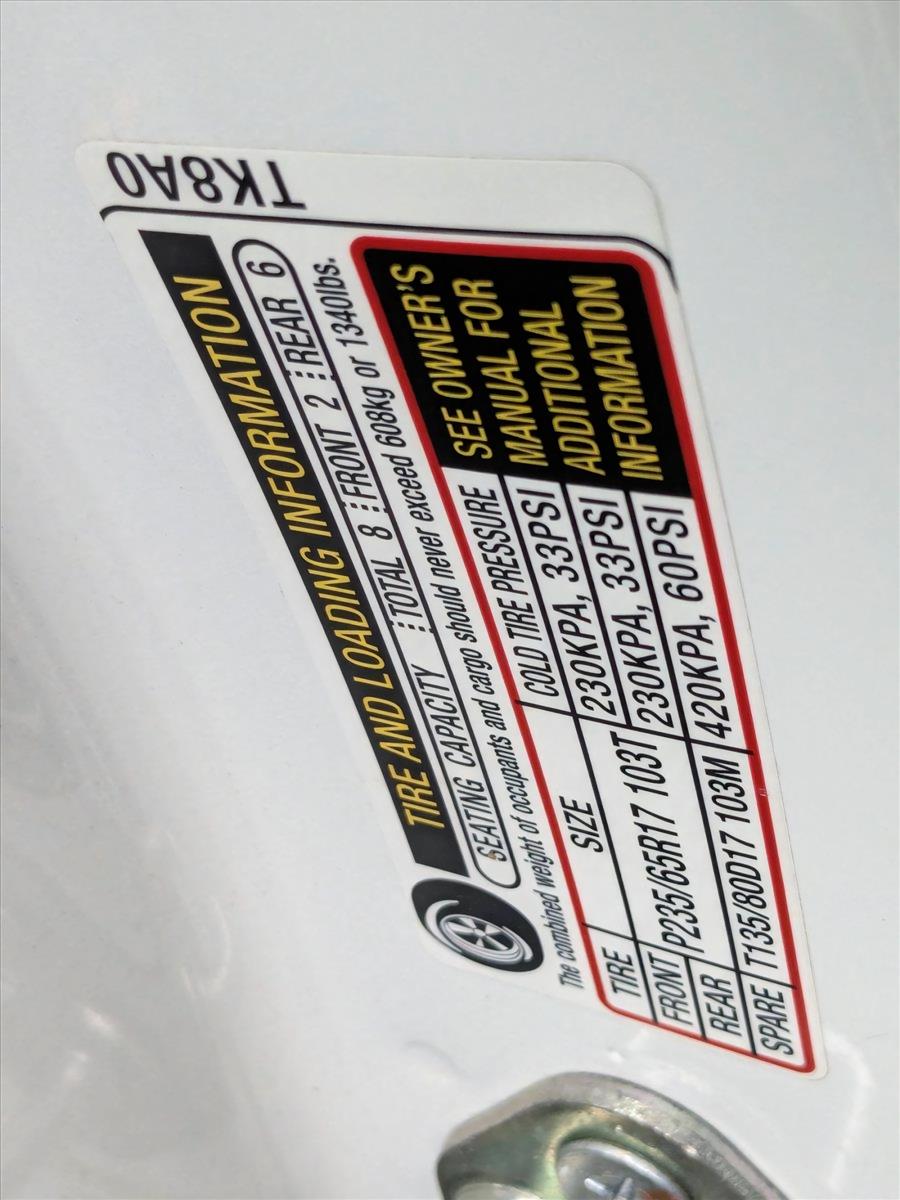 TK8A0
TIRE AND LOADING INFORMATION
SEATING CAPACITY TOTAL 8 FRONT 2 REAR 6
The combined weight of occupants and cargo should never exceed 608kg or 1340lbs.
TIRE SIZE COLD TIRE PRESSURE
FRONT P235/65R17 103T 230KPA, 33PSI
REAR 230KPA, 33PSI
SPARE T135/80D17 103M 420KPA, 60PSI
SEE OWNER'S
MANUAL FOR
ADDITIONAL
INFORMATION